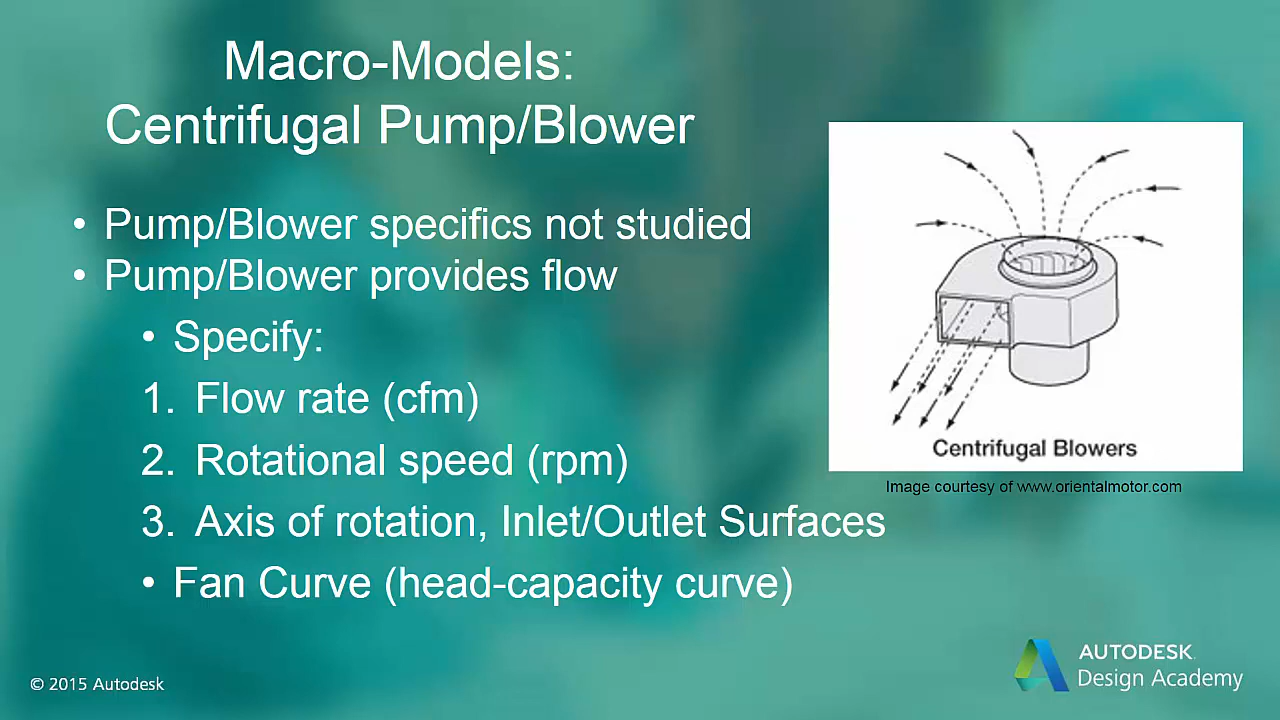 Macro-Models:
Centrifugal Pump/Blower
• Pump/Blower specifics not studied
• Pump/Blower provides flow
• Specify:
1. Flow rate (cfm)
2. Rotational speed (rpm)
3. Axis of rotation, Inlet/Outlet Surfaces
• Fan Curve (head-capacity curve)
Centrifugal Blowers
Image courtesy of www.orientalmotor.com
© 2015 Autodesk
AUTODESK.
Design Academy